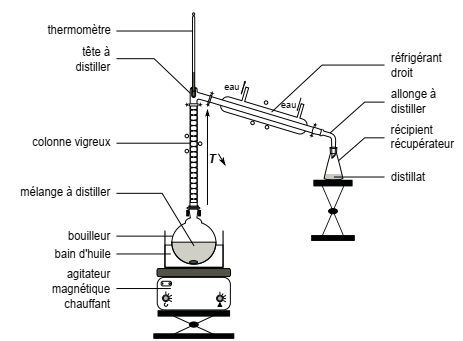 thermomètre
tête à
distiller
eau
réfrigérant
droit
eau
allonge à
distiller
récipient
récupérateur
colonne vigreux
T
distillat
mélange à distiller
bouilleur
bain d'huile
agitateur
magnétique
chauffant